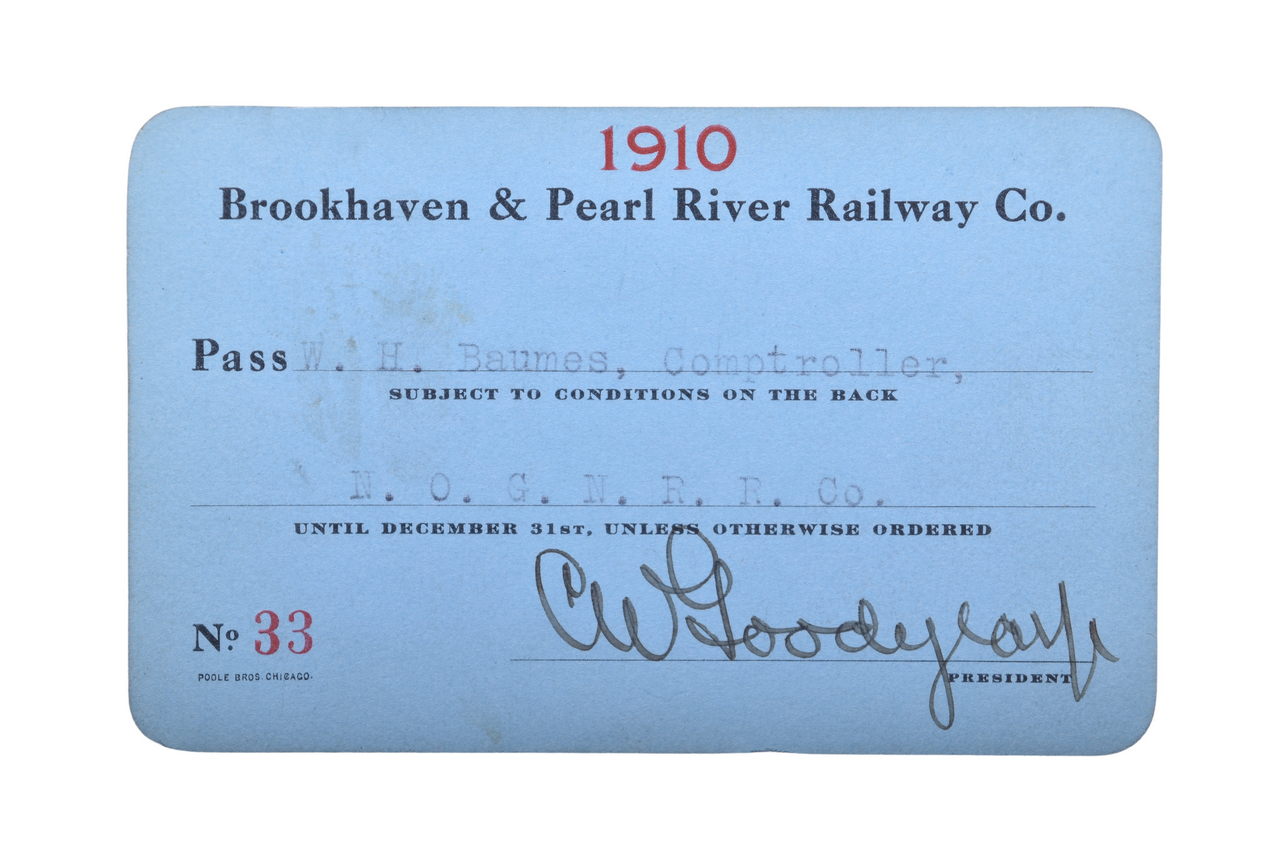 1910
Brookhaven & Pearl River Railway Co.
Pass W. H. Baumes, Comptroller,
SUBJECT TO CONDITIONS ON THE BACK
N. O. G. N. R. R. Co.
UNTIL DECEMBER 31ST, UNLESS OTHERWISE ORDERED
CW Goodyear
No. 33
PRESIDENT
POOLE BROS. CHICAGO.